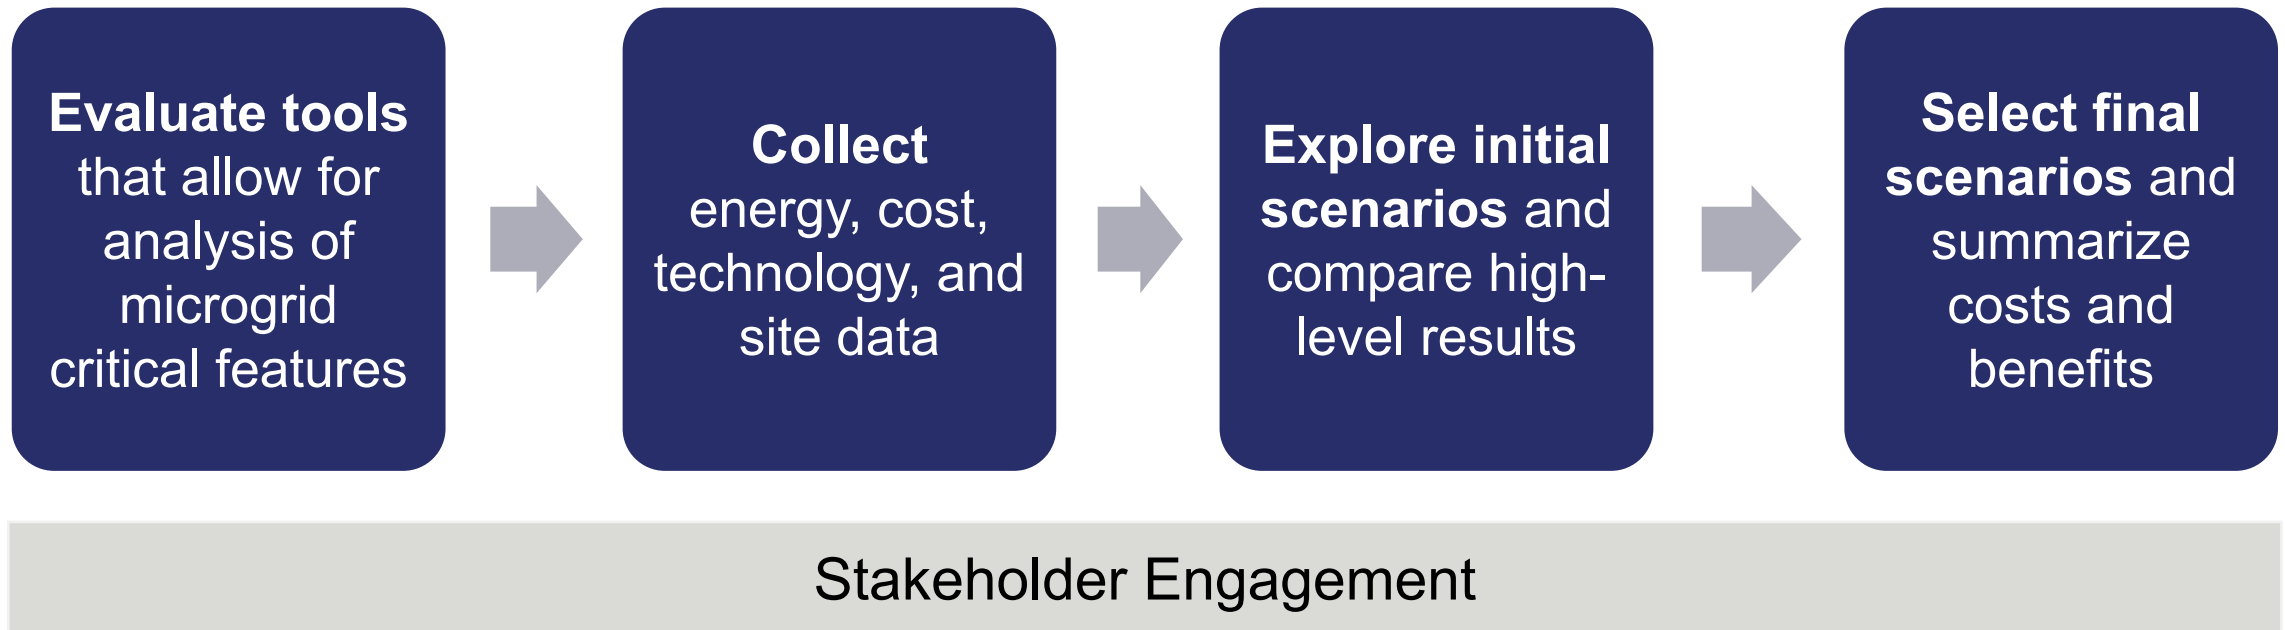 Evaluate tools
that allow for
analysis of
microgrid
critical features
Collect
energy, cost,
technology, and
site data
Explore initial
scenarios and
compare high-
level results
Select final
scenarios and
summarize
costs and
benefits
Stakeholder Engagement